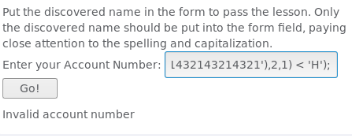 Put the discovered name in the form to pass the lesson. Only
the discovered name should be put into the form field, paying
close attention to the spelling and capitalization.
Enter your Account Number: 432143214321'),2,1) < 'H');
Go!
Invalid account number